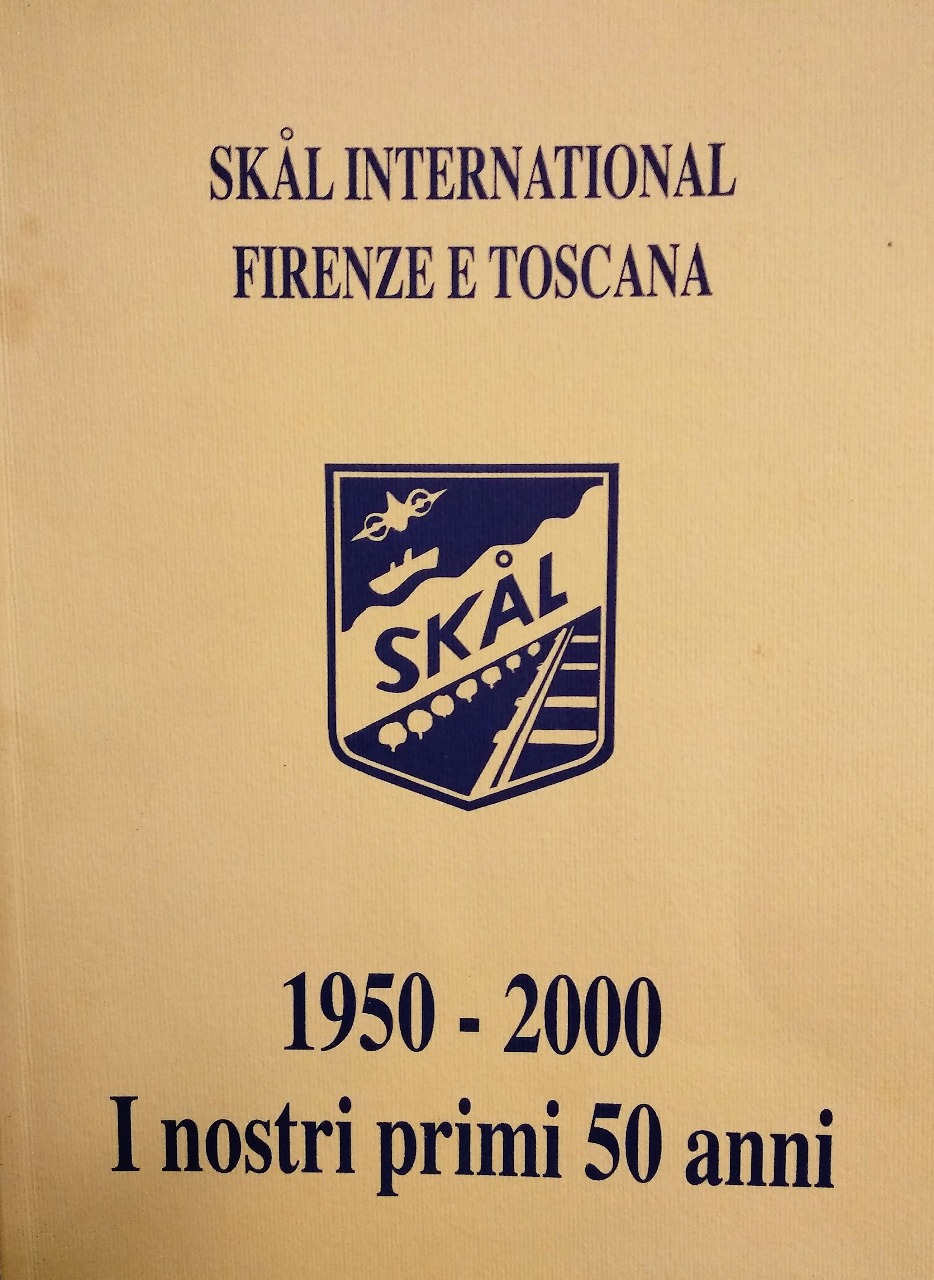 SKÅL INTERNATIONAL
FIRENZE E TOSCANA
SKÅL
1950 - 2000
I nostri primi 50 anni